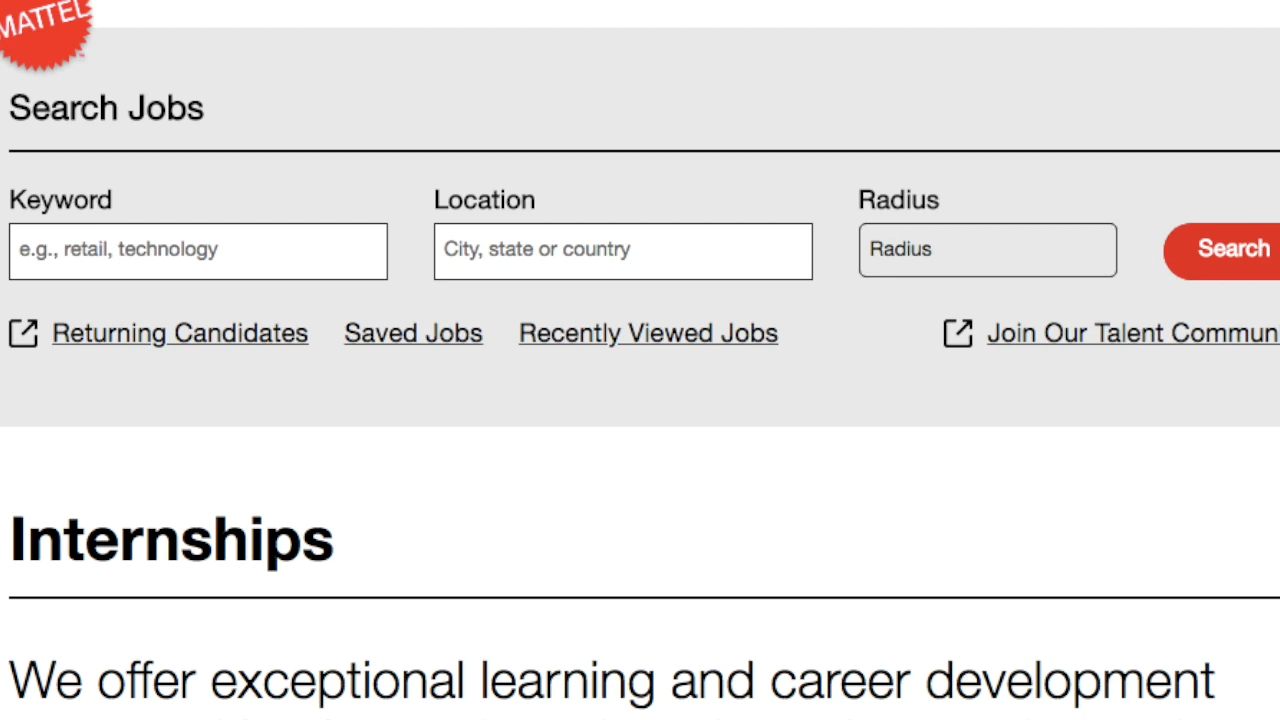 MATTEL
Search Jobs
Keyword
Location
Radius
e.g., retail, technology
City, state or country
Radius
Search
Returning Candidates
Saved Jobs
Recently Viewed Jobs
Join Our Talent Commun
Internships
We offer exceptional learning and career development